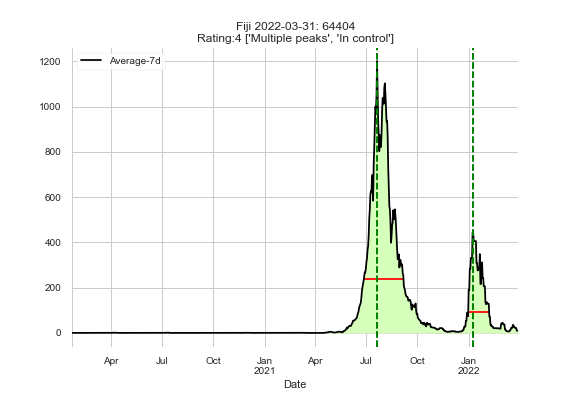 Fiji 2022-03-31: 64404
Rating:4 ['Multiple peaks', 'In control']
Average-7d
1200
1000
800
600
400
200
0
Apr Jul Oct Jan Apr Jul Oct Jan
2021 2022
Date